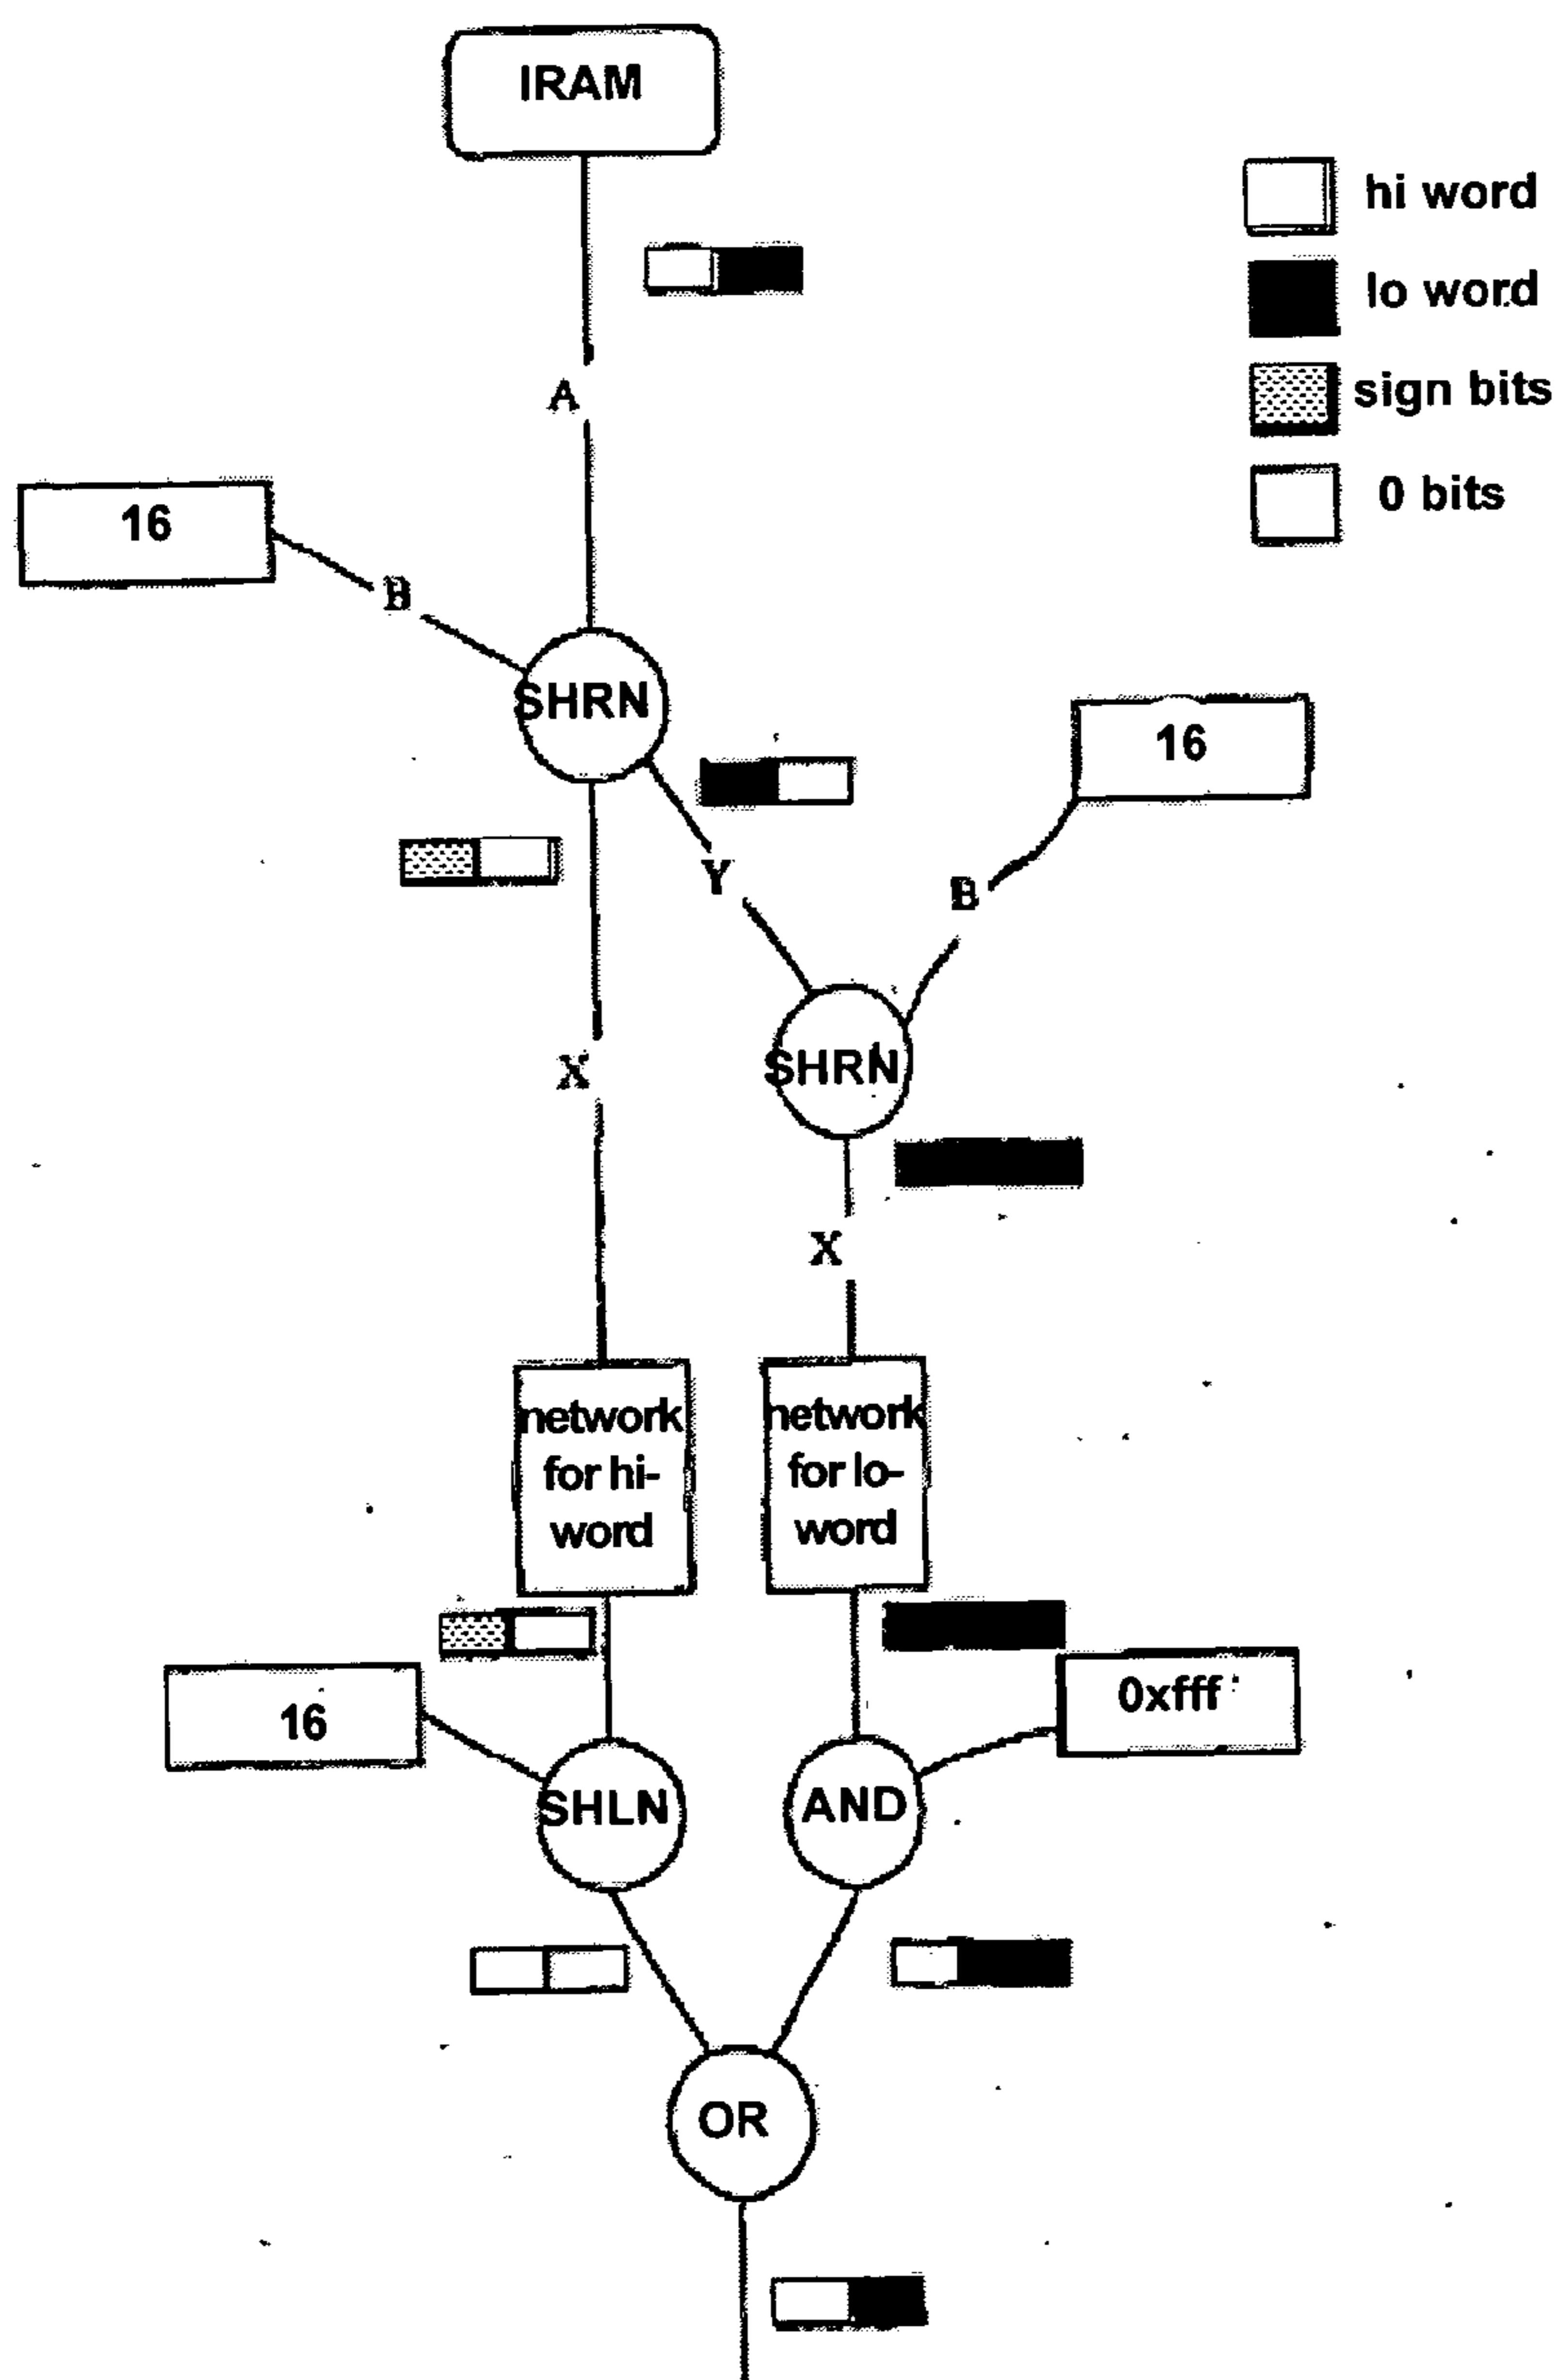 IRAM
hi word
lo word
sign bits
0 bits
A
16
B
SHRN
16
Y
B
X
SHRN
X
network
for hi-
word
network
for lo-
word
16
0xfff
SHLN
AND
OR